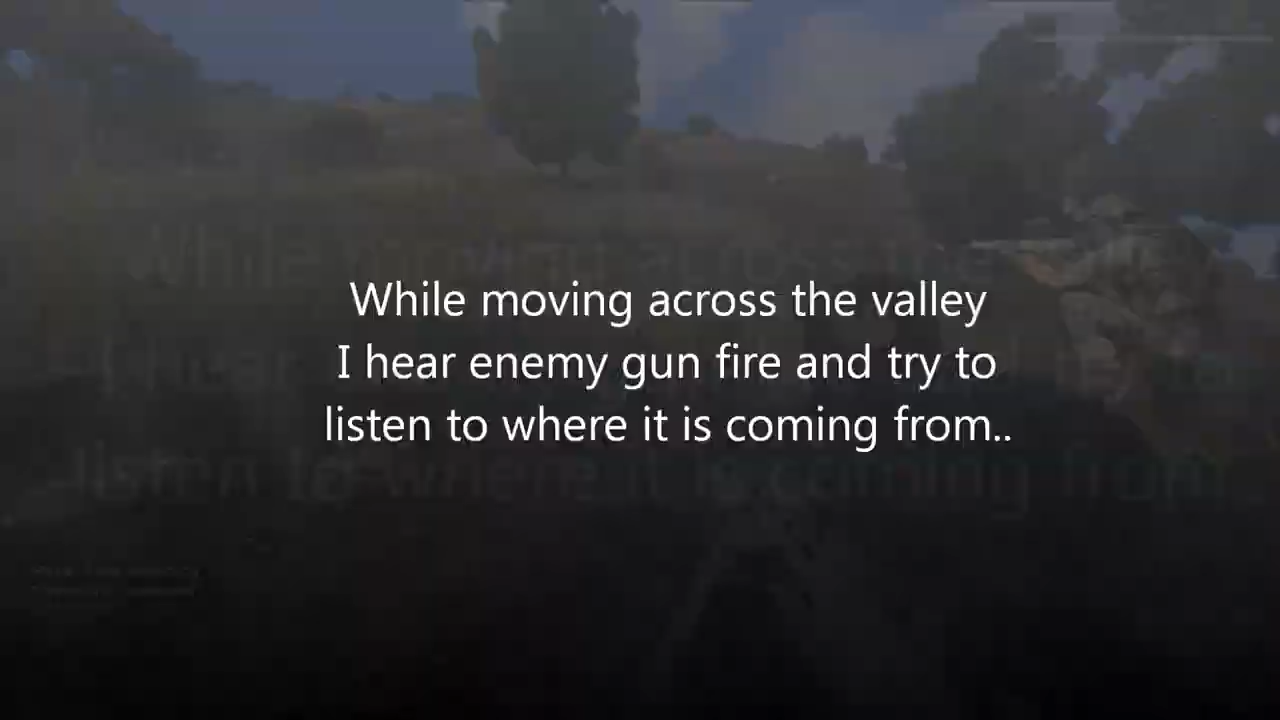 While moving across the valley
I hear enemy gun fire and try to
listen to where it is coming from..